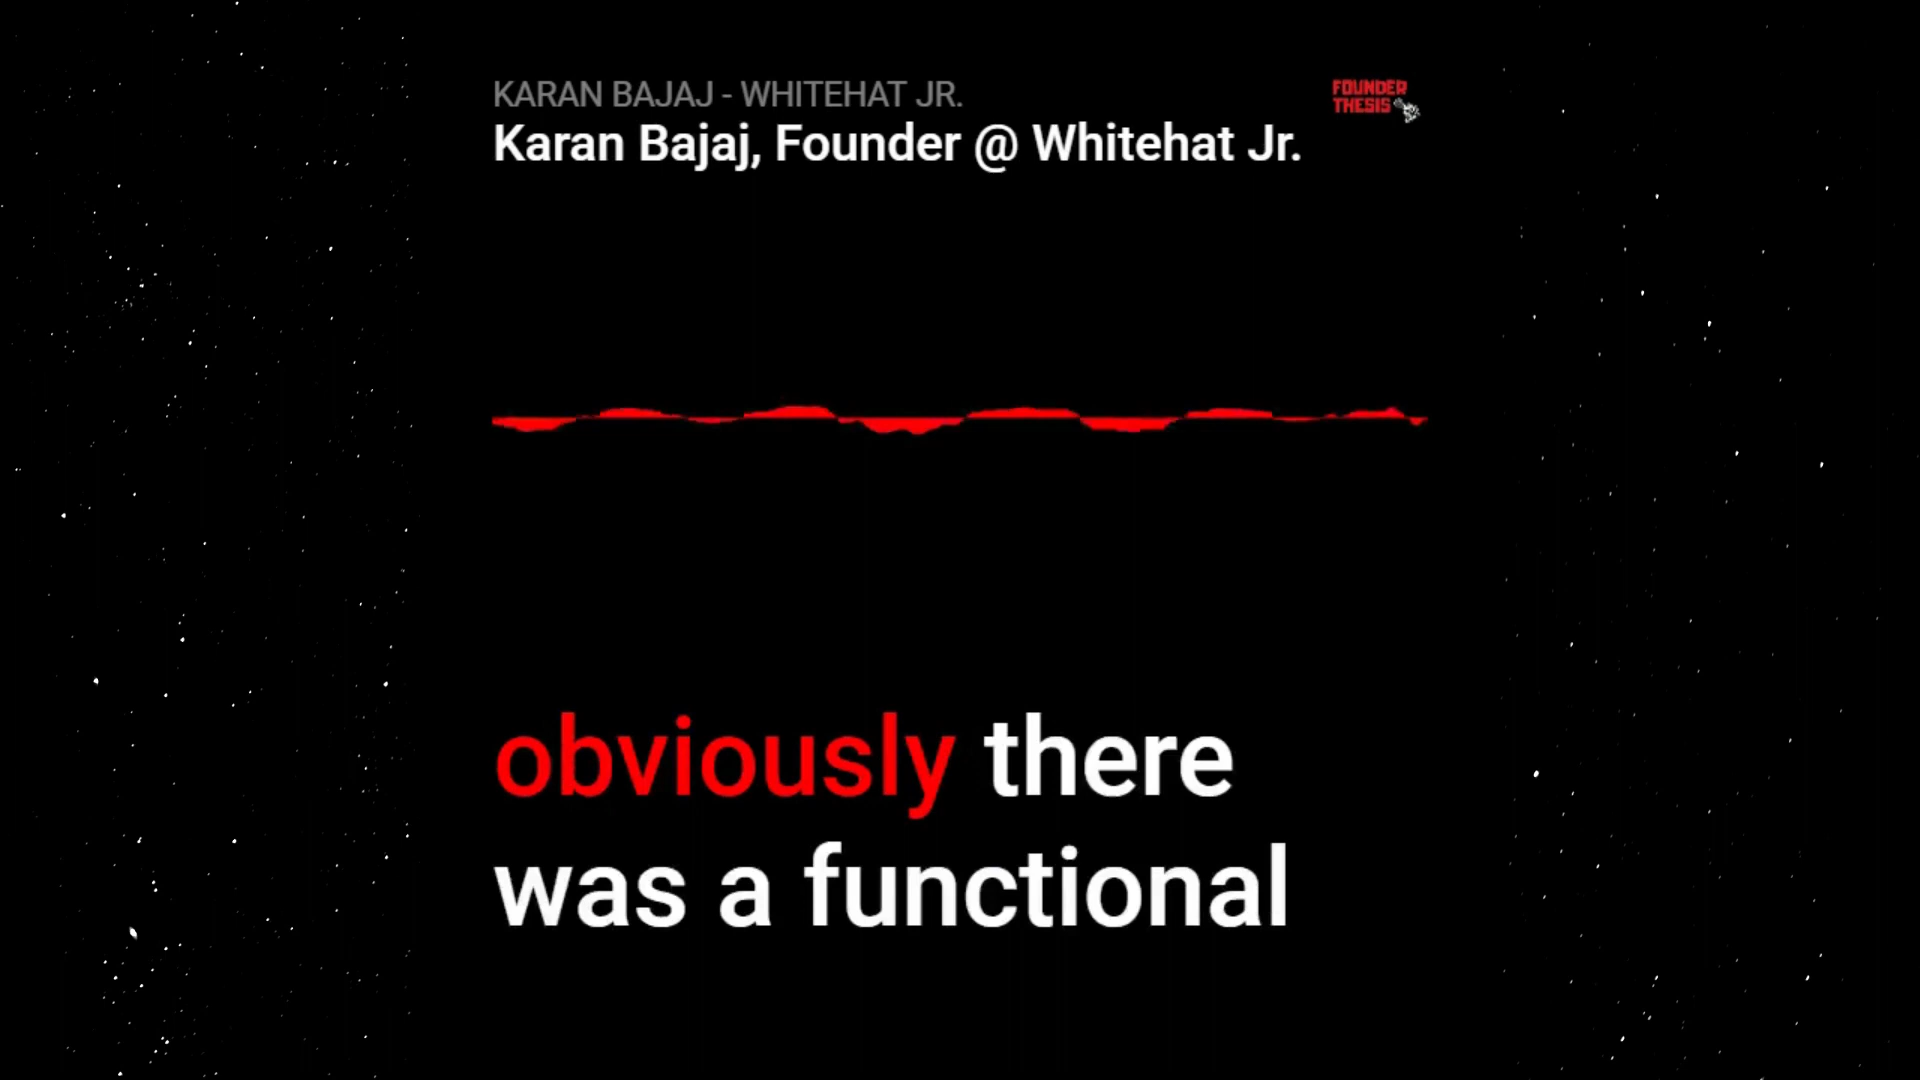 KARAN BAJAJ - WHITEHAT JR.
Karan Bajaj, Founder @ Whitehat Jr.
FOUNDER
THESIS
obviously there
was a functional